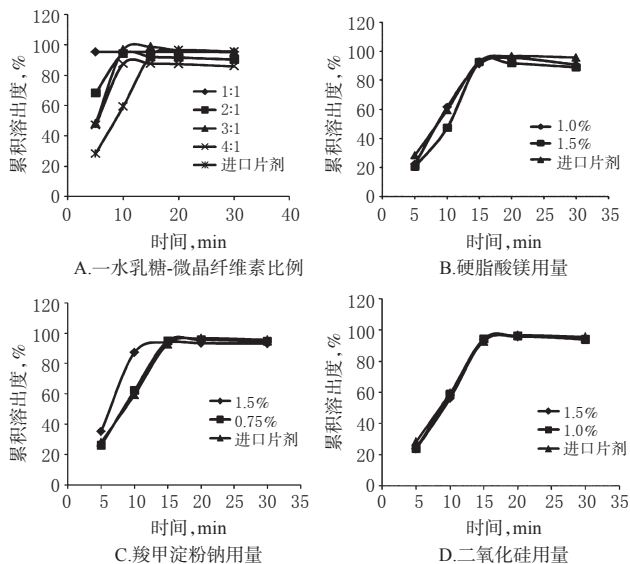 120
100
80
60
40
20
0
累积溶出度, %
1∶1
2∶1
3∶1
4∶1
进口片剂
0 10 20 30 40
时间, min
A.一水乳糖-微晶纤维素比例
120
100
80
60
40
20
0
累积溶出度, %
1.0%
1.5%
进口片剂
0 5 10 15 20 25 30 35
时间, min
B.硬脂酸镁用量
120
100
80
60
40
20
0
累积溶出度, %
1.5%
0.75%
进口片剂
0 5 10 15 20 25 30 35
时间, min
C.羧甲淀粉钠用量
120
100
80
60
40
20
0
累积溶出度, %
1.5%
1.0%
进口片剂
0 5 10 15 20 25 30 35
时间, min
D.二氧化硅用量